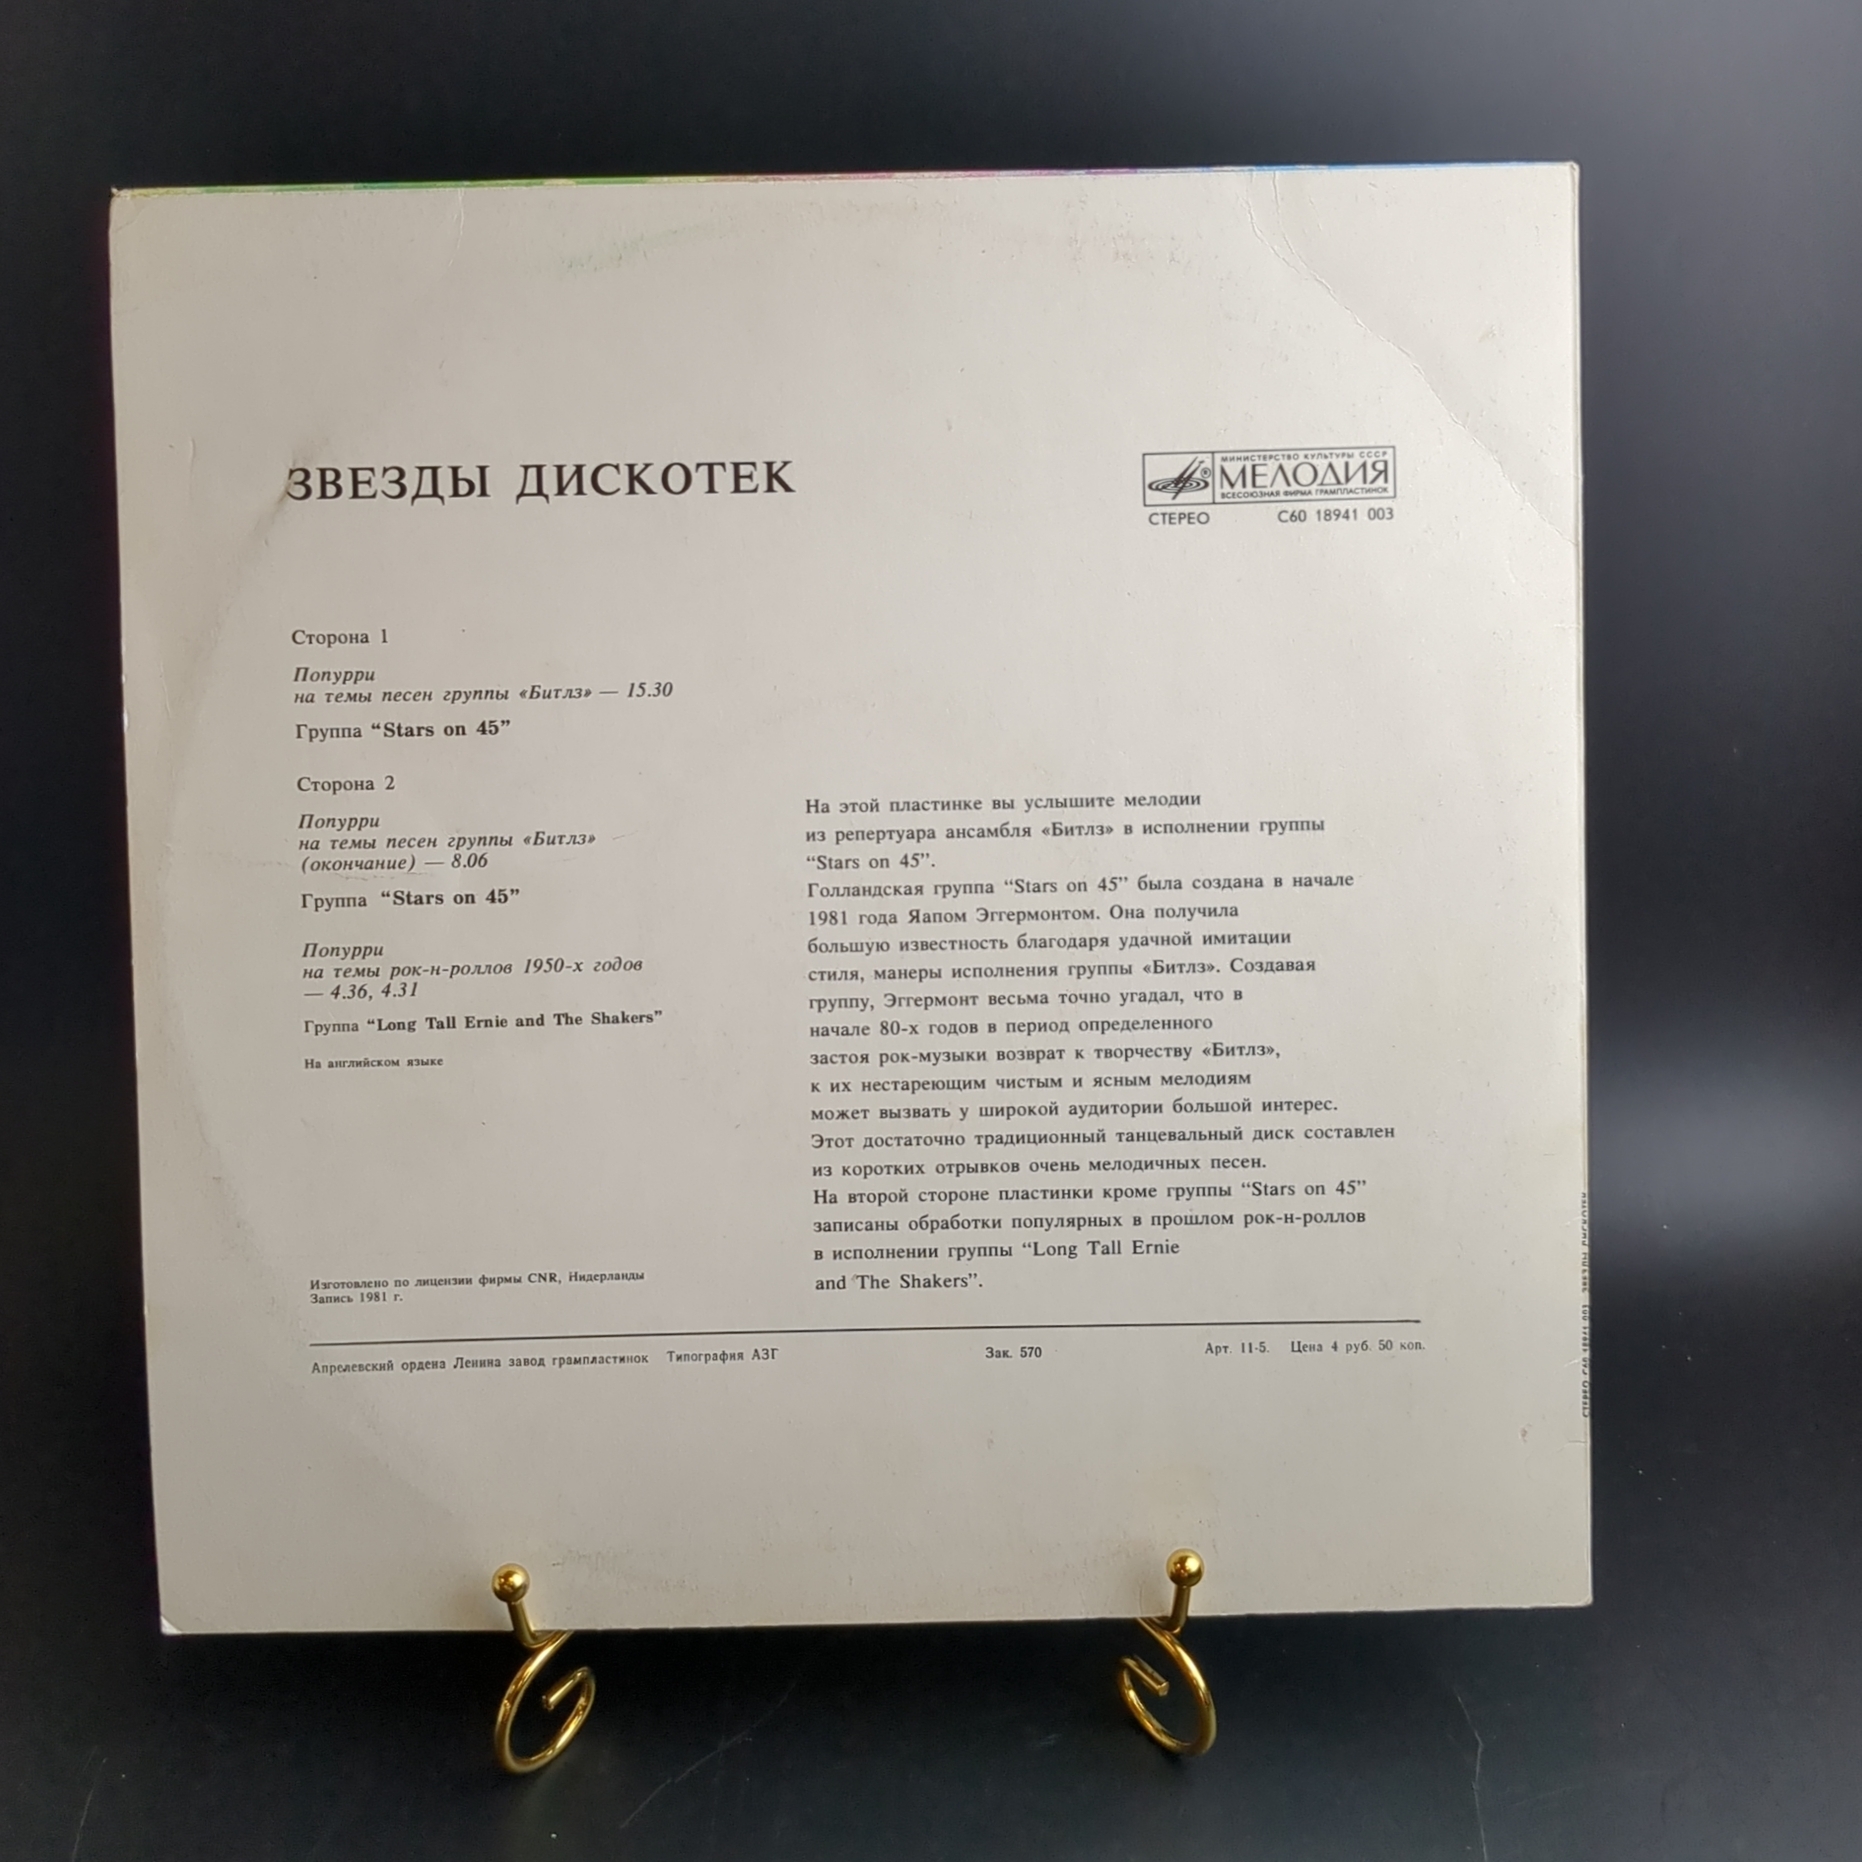 ЗВЕЗДЫ ДИСКОТЕК
МИНИСТЕРСТВО КУЛЬТУРЫ СССР
МЕЛОДИЯ
ВСЕСОЮЗНАЯ ФИРМА ГРАМПЛАСТИНОК
СТЕРЕО С60 18941 003
Сторона 1
Попурри
на темы песен группы «Битлз» — 15.30
Группа “Stars on 45”
Сторона 2
Попурри
на темы песен группы «Битлз»
(окончание) — 8.06
Группа “Stars on 45”
Попурри
на темы рок-н-роллов 1950-х годов
— 4.36, 4.31
Группа “Long Tall Ernie and The Shakers”
На английском языке
На этой пластинке вы услышите мелодии
из репертуара ансамбля «Битлз» в исполнении группы
“Stars on 45”.
Голландская группа “Stars on 45” была создана в начале
1981 года Яапом Эггермонтом. Она получила
большую известность благодаря удачной имитации
стиля, манеры исполнения группы «Битлз». Создавая
группу, Эггермонт весьма точно угадал, что в
начале 80-х годов в период определенного
застоя рок-музыки возврат к творчеству «Битлз»,
к их нестареющим чистым и ясным мелодиям
может вызвать у широкой аудитории большой интерес.
Этот достаточно традиционный танцевальный диск составлен
из коротких отрывков очень мелодичных песен.
На второй стороне пластинки кроме группы “Stars on 45”
записаны обработки популярных в прошлом рок-н-роллов
в исполнении группы “Long Tall Ernie
and The Shakers”.
Изготовлено по лицензии фирмы CNR, Нидерланды
Запись 1981 г.
Апрелевский ордена Ленина завод грампластинок Типография АЗГ Зак. 570 Арт. 11-5. Цена 4 руб. 50 коп.
СТЕРЕО С60 18941 003 ЗВЕЗДЫ ДИСКОТЕК